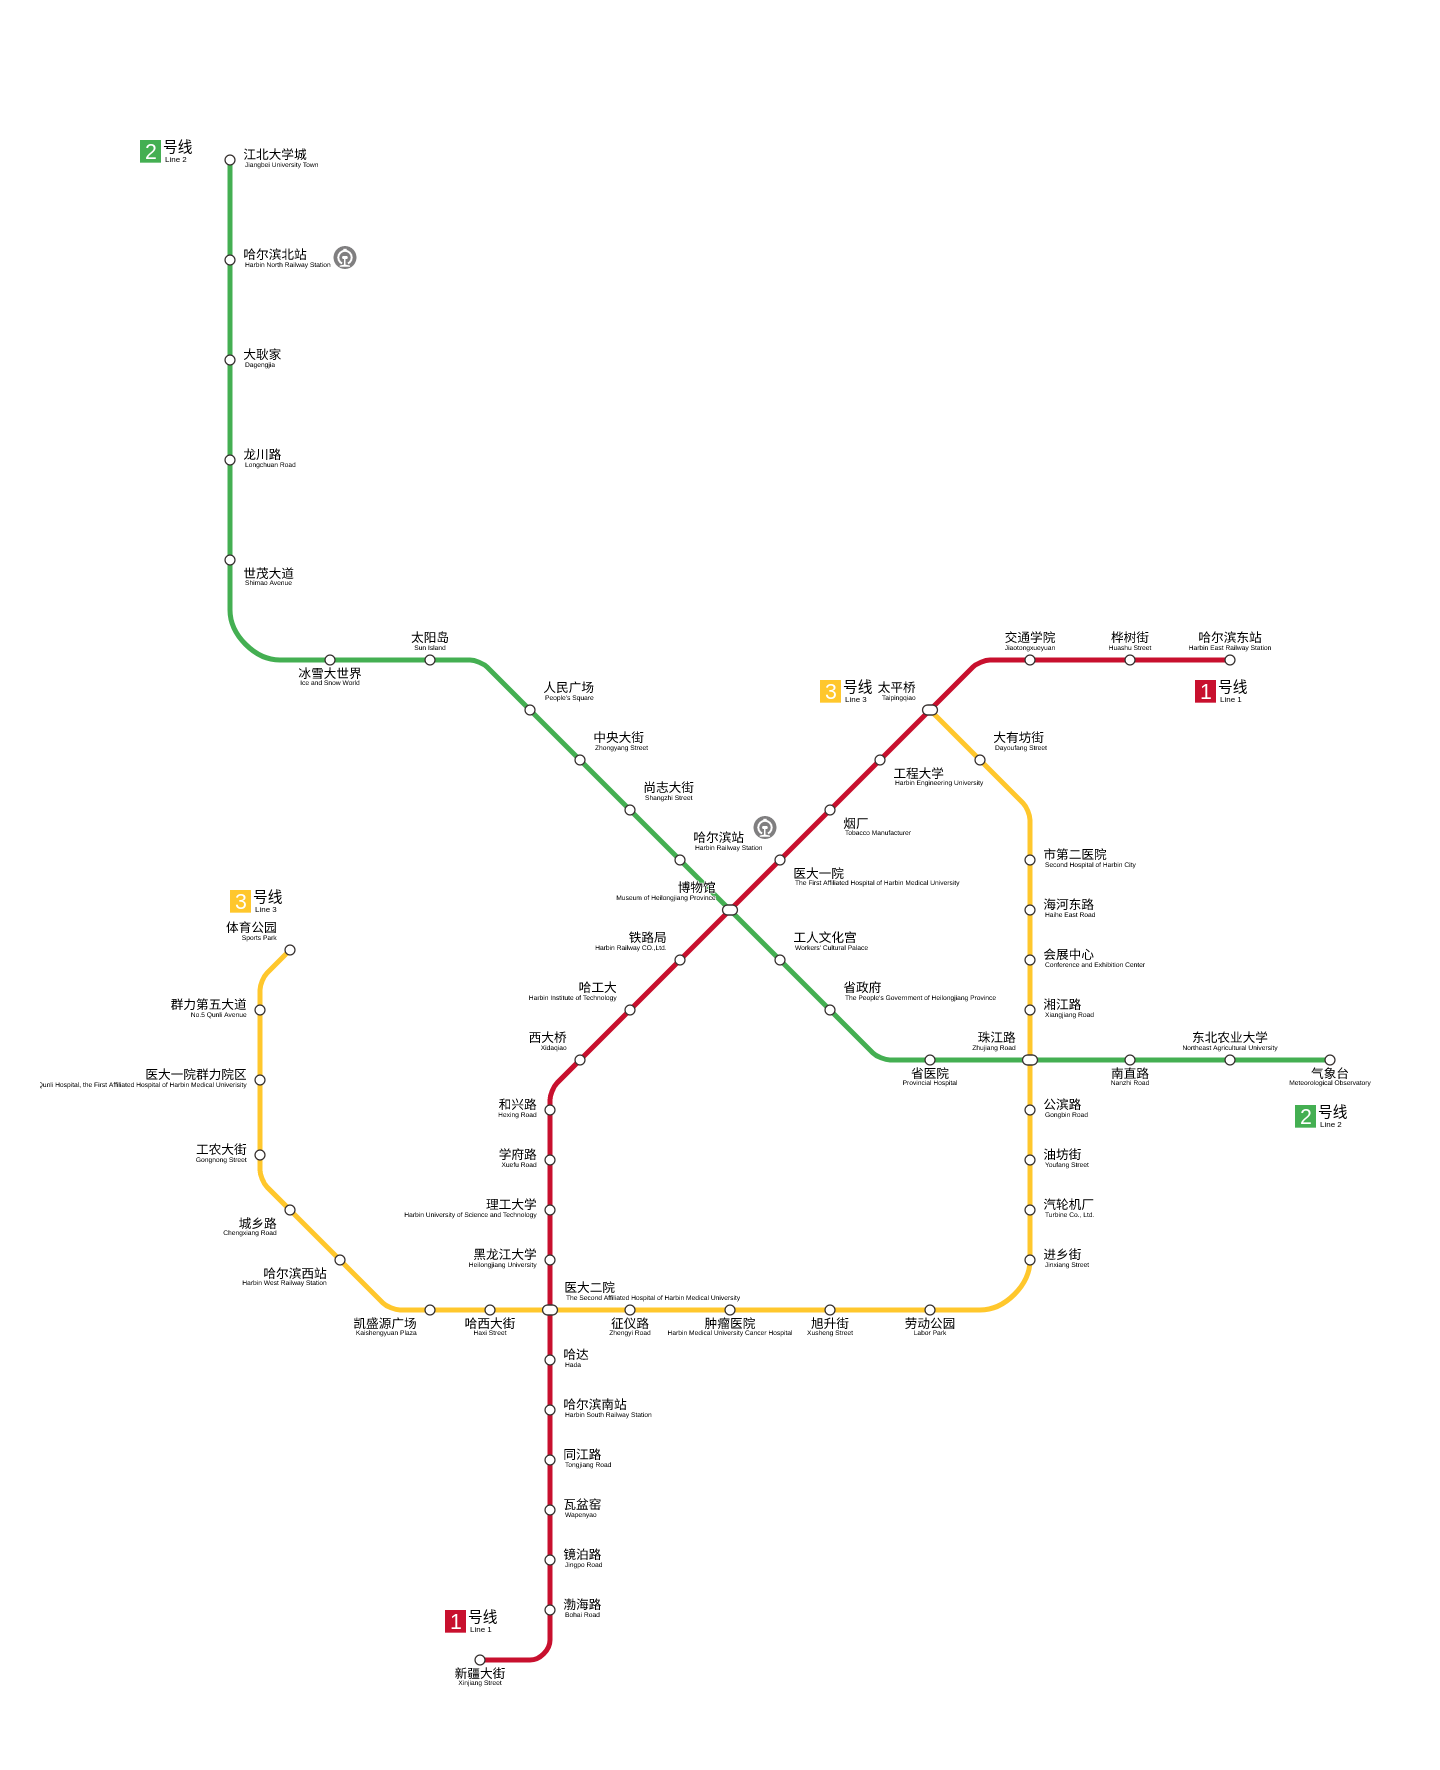 2
号线
Line 2
江北大学城
Jiangbei University Town
哈尔滨北站
Harbin North Railway Station
大耿家
Dagengjia
龙川路
Longchuan Road
世茂大道
Shimao Avenue
冰雪大世界
Ice and Snow World
太阳岛
Sun Island
人民广场
People's Square
中央大街
Zhongyang Street
尚志大街
Shangzhi Street
哈尔滨站
Harbin Railway Station
博物馆
Museum of Heilongjiang Province
工人文化宫
Workers' Cultural Palace
省政府
The People's Government of Heilongjiang Province
省医院
Provincial Hospital
珠江路
Zhujiang Road
南直路
Nanzhi Road
东北农业大学
Northeast Agricultural University
气象台
Meteorological Observatory
2
号线
Line 2
交通学院
Jiaotongxueyuan
桦树街
Huashu Street
哈尔滨东站
Harbin East Railway Station
1
号线
Line 1
3
号线
Line 3
太平桥
Taipingqiao
工程大学
Harbin Engineering University
烟厂
Tobacco Manufacturer
医大一院
The First Affiliated Hospital of Harbin Medical University
铁路局
Harbin Railway CO.,Ltd.
哈工大
Harbin Institute of Technology
西大桥
Xidaqiao
和兴路
Hexing Road
学府路
Xuefu Road
理工大学
Harbin University of Science and Technology
黑龙江大学
Heilongjiang University
医大二院
The Second Affiliated Hospital of Harbin Medical University
哈达
Hada
哈尔滨南站
Harbin South Railway Station
同江路
Tongjiang Road
瓦盆窑
Wapenyao
镜泊路
Jingpo Road
渤海路
Bohai Road
1
号线
Line 1
新疆大街
Xinjiang Street
大有坊街
Dayoufang Street
市第二医院
Second Hospital of Harbin City
海河东路
Haihe East Road
会展中心
Conference and Exhibition Center
湘江路
Xiangjiang Road
公滨路
Gongbin Road
油坊街
Youfang Street
汽轮机厂
Turbine Co., Ltd.
进乡街
Jinxiang Street
劳动公园
Labor Park
旭升街
Xusheng Street
肿瘤医院
Harbin Medical University Cancer Hospital
征仪路
Zhengyi Road
哈西大街
Haxi Street
凯盛源广场
Kaishengyuan Plaza
哈尔滨西站
Harbin West Railway Station
城乡路
Chengxiang Road
工农大街
Gongnong Street
医大一院群力院区
Hospital, the First Affiliated Hospital of Harbin Medical Univerisity
群力第五大道
No.5 Qunli Avenue
体育公园
Sports Park
3
号线
Line 3